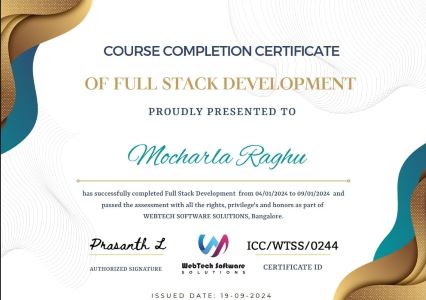 COURSE COMPLETION CERTIFICATE
OF FULL STACK DEVELOPMENT
PROUDLY PRESENTED TO
Mocharla Raghu
has successfully completed Full Stack Development from 04/01/2024 to 09/01/2024 and
passed the assessment with all the rights, privilege's and honors as part of
WEBTECH SOFTWARE SOLUTIONS, Bangalore.
Prasanth L
AUTHORIZED SIGNATURE
WebTech Software
SOLUTIONS
ICC/WTSS/0244
CERTIFICATE ID
ISSUED DATE: 19-09-2024